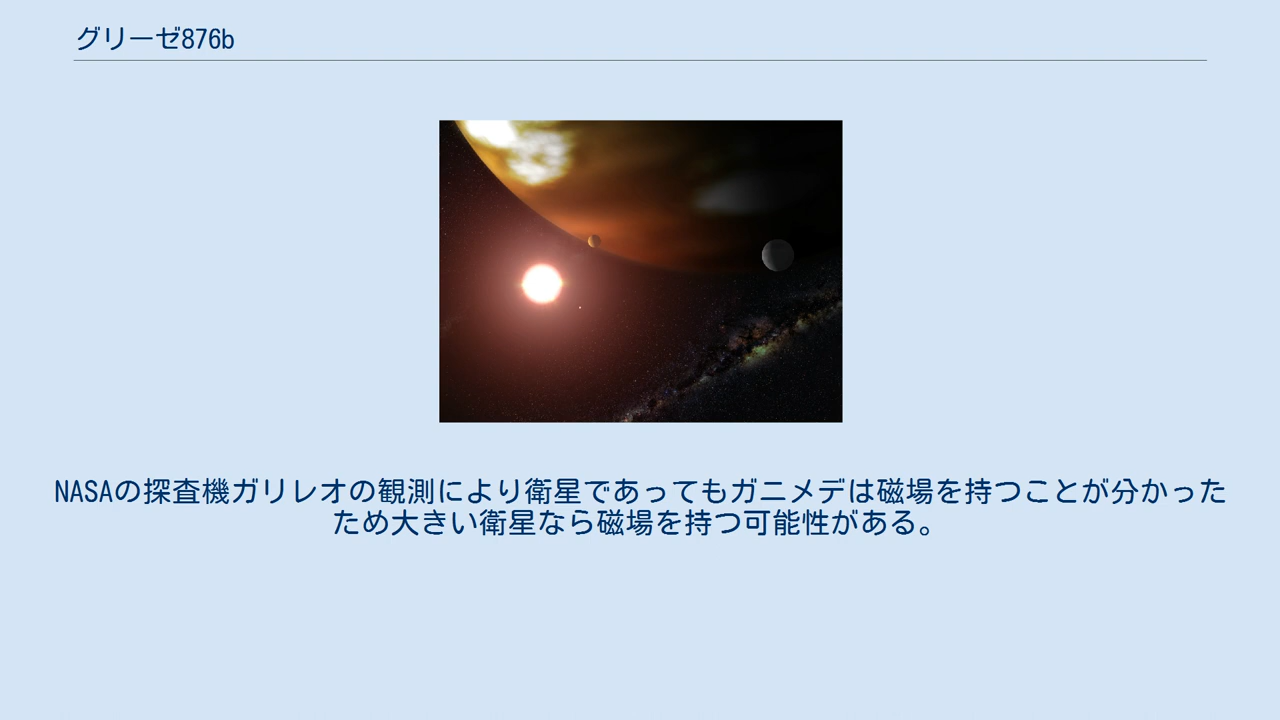 グリーゼ876b
NASAの探査機ガリレオの観測により衛星であってもガニメデは磁場を持つことが分かった
ため大きい衛星なら磁場を持つ可能性がある。